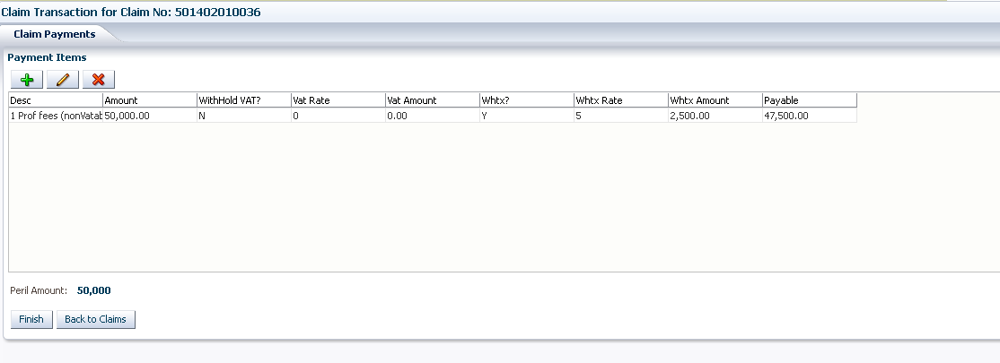 Claim Transaction for Claim No: 501402010036
Claim Payments
Payment Items
Desc Amount WithHold VAT? Vat Rate Vat Amount Whtx? Whtx Rate Whtx Amount Payable
1 Prof fees (nonVatat 50,000.00 N 0 0.00 Y 5 2,500.00 47,500.00
Peril Amount: 50,000
Finish Back to Claims